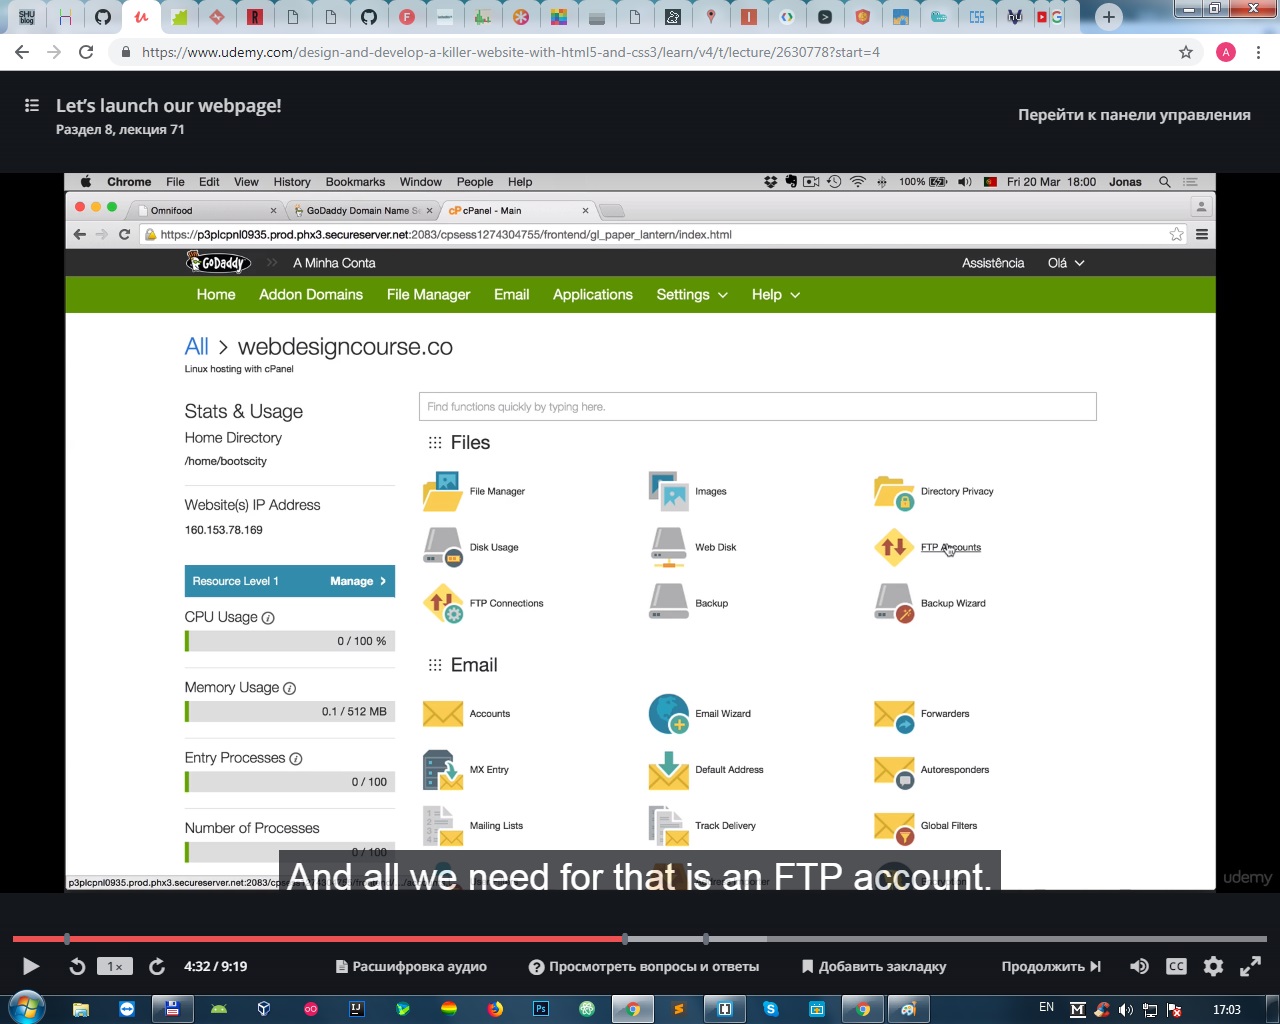 https://www.udemy.com/design-and-develop-a-killer-website-with-html5-and-css3/learn/v4/t/lecture/2630778?start=4
A
Let's launch our webpage!
Раздел 8, лекция 71
Перейти к панели управления
Chrome File Edit View History Bookmarks Window People Help
100% Fri 20 Mar 18:00 Jonas
Omnifood
GoDaddy Domain Name Se
cPanel - Main
https://p3plcpnl0935.prod.phx3.secureserver.net:2083/cpsess1274304755/frontend/gl_paper_lantern/index.html
GoDaddy A Minha Conta
Assistência Olá
Home Addon Domains File Manager Email Applications Settings Help
All > webdesigncourse.co
Linux hosting with cPanel
Stats & Usage
Home Directory
/home/bootscity
Website(s) IP Address
160.153.78.169
Resource Level 1 Manage >
CPU Usage
0 / 100 %
Memory Usage
0.1 / 512 MB
Entry Processes
0 / 100
Number of Processes
0 / 100
Find functions quickly by typing here.
Files
File Manager Images Directory Privacy
Disk Usage Web Disk FTP Accounts
FTP Connections Backup Backup Wizard
Email
Accounts Email Wizard Forwarders
MX Entry Default Address Autoresponders
Mailing Lists Track Delivery Global Filters
And all we need for that is an FTP account.
udemy
1×
4:32 / 9:19
Расшифровка аудио
Просмотреть вопросы и ответы
Добавить закладку
Продолжить
CC
EN
17:03